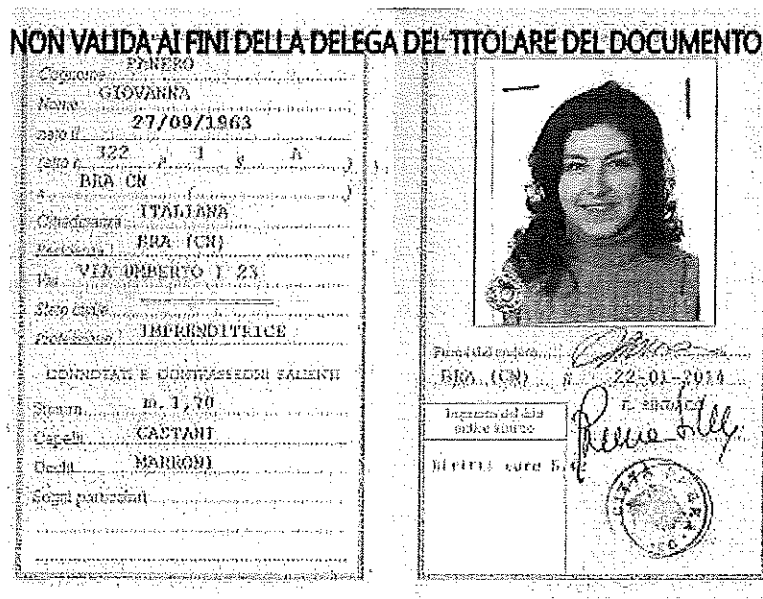 NON VALIDA AI FINI DELLA DELEGA DEL TITOLARE DEL DOCUMENTO
Cognome PANERO
Nome GIOVANNA
nato il 27/09/1963
(atto n. 322 P. 1 S. A )
a BRA CN ( )
Cittadinanza ITALIANA
Residenza BRA (CN)
Via VIA UMBERTO I 23
Stato civile
Professione IMPRENDITRICE
CONNOTATI E CONTRASSEGNI SALIENTI
Statura m. 1,70
Capelli CASTANI
Occhi MARRONI
Segni particolari
Firma del titolare
BRA (CN) li 22-01-2014
Impronta del dito
indice sinistro
IL SINDACO
Diritti euro